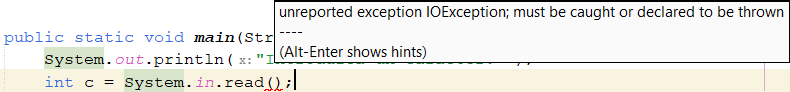 unreported exception IOException; must be caught or declared to be thrown
----
(Alt-Enter shows hints)
public static void main(Str
System.out.println(x:"I
int c = System.in.read();